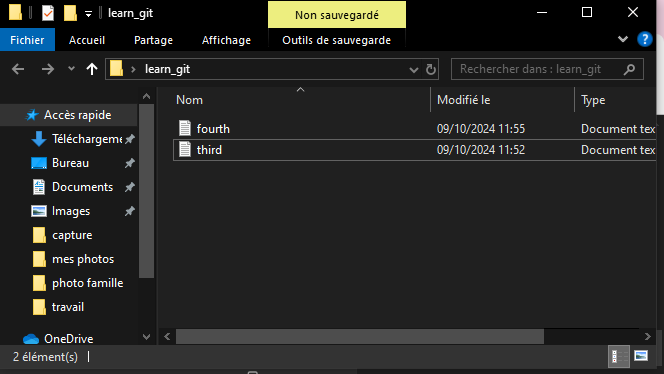 learn_git
Non sauvegardé
Fichier Accueil Partage Affichage Outils de sauvegarde
learn_git
Rechercher dans : learn_git
Nom Modifié le Type
Accès rapide
Téléchargeme
Bureau
Documents
Images
capture
mes photos
photo famille
travail
OneDrive
fourth 09/10/2024 11:55 Document tex
third 09/10/2024 11:52 Document tex
2 élément(s)